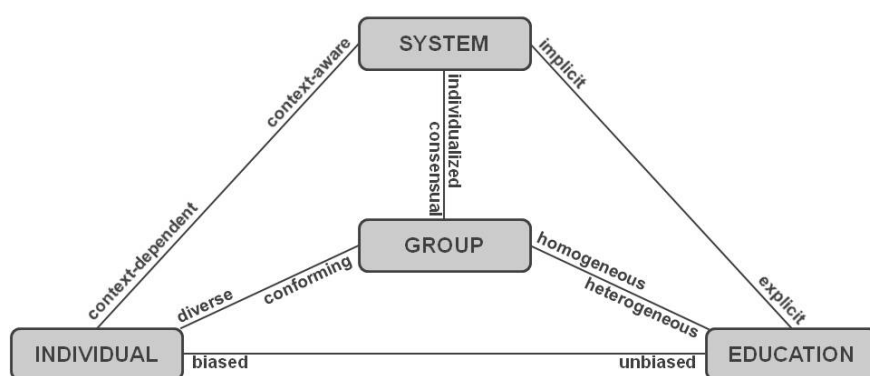 SYSTEM
context-aware
implicit
individualized
consensual
GROUP
context-dependent
homogeneous
conforming
diverse
heterogeneous
explicit
INDIVIDUAL
biased
unbiased
EDUCATION